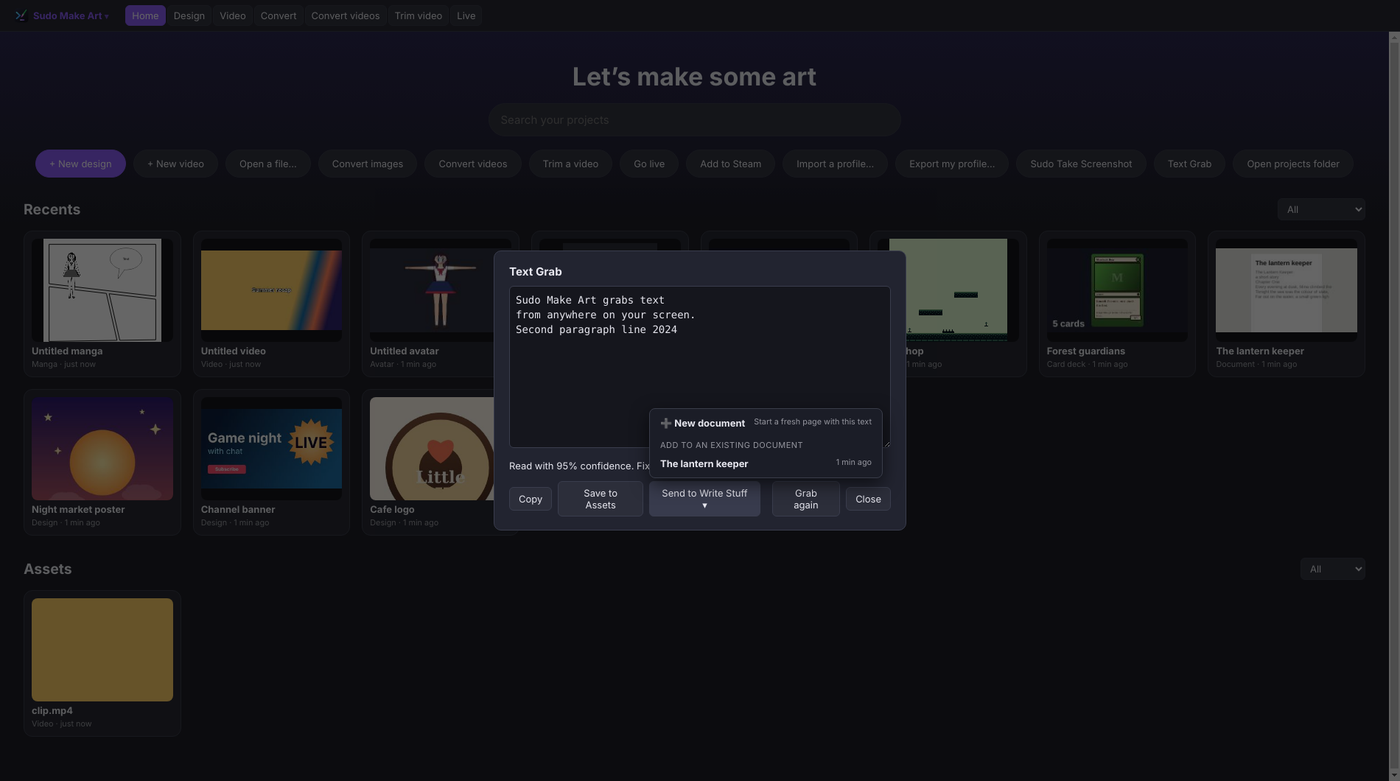 Sudo Make Art ▾
Home
Design
Video
Convert
Convert videos
Trim video
Live
Let’s make some art
Search your projects
+ New design
+ New video
Open a file...
Convert images
Convert videos
Trim a video
Go live
Add to Steam
Import a profile...
Export my profile...
Sudo Take Screenshot
Text Grab
Open projects folder
Recents
All
Untitled manga
Manga · just now
Untitled video
Video · just now
Untitled avatar
Avatar · 1 min ago
hop
1 min ago
5 cards
Forest guardians
Card deck · 1 min ago
The lantern keeper
The lantern keeper
Document · 1 min ago
Text Grab
Sudo Make Art grabs text
from anywhere on your screen.
Second paragraph line 2024
➕ New document
Start a fresh page with this text
ADD TO AN EXISTING DOCUMENT
The lantern keeper
1 min ago
Read with 95% confidence. Fix
Copy
Save to
Assets
Send to Write Stuff
▾
Grab
again
Close
Night market poster
Design · 1 min ago
Game night
with chat
LIVE
Channel banner
Design · 1 min ago
Little
Cafe logo
Design · 1 min ago
Assets
All
clip.mp4
Video · just now